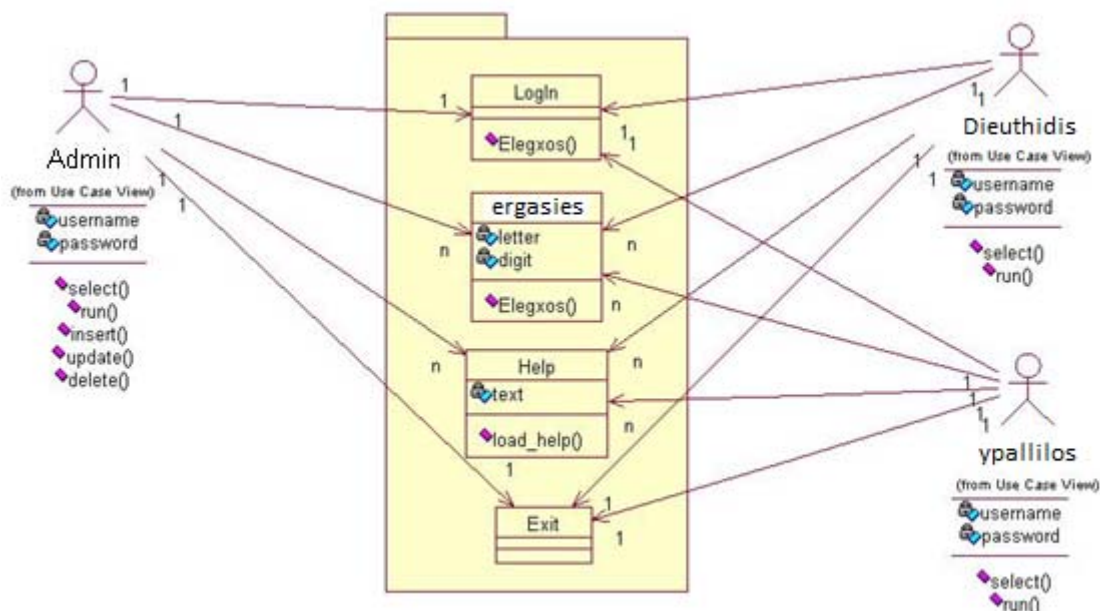 Admin
(from Use Case View)
username
password
select()
run()
insert()
update()
delete()
1
1
1
1
1
n
n
1
LogIn
Elegxos()
ergasies
letter
digit
Elegxos()
Help
text
load_help()
Exit
1
1
n
n
n
n
1
1
Dieuthidis
(from Use Case View)
username
password
select()
run()
1
1
1
1
ypallilos
(from Use Case View)
username
password
select()
run()
1
1
1
1